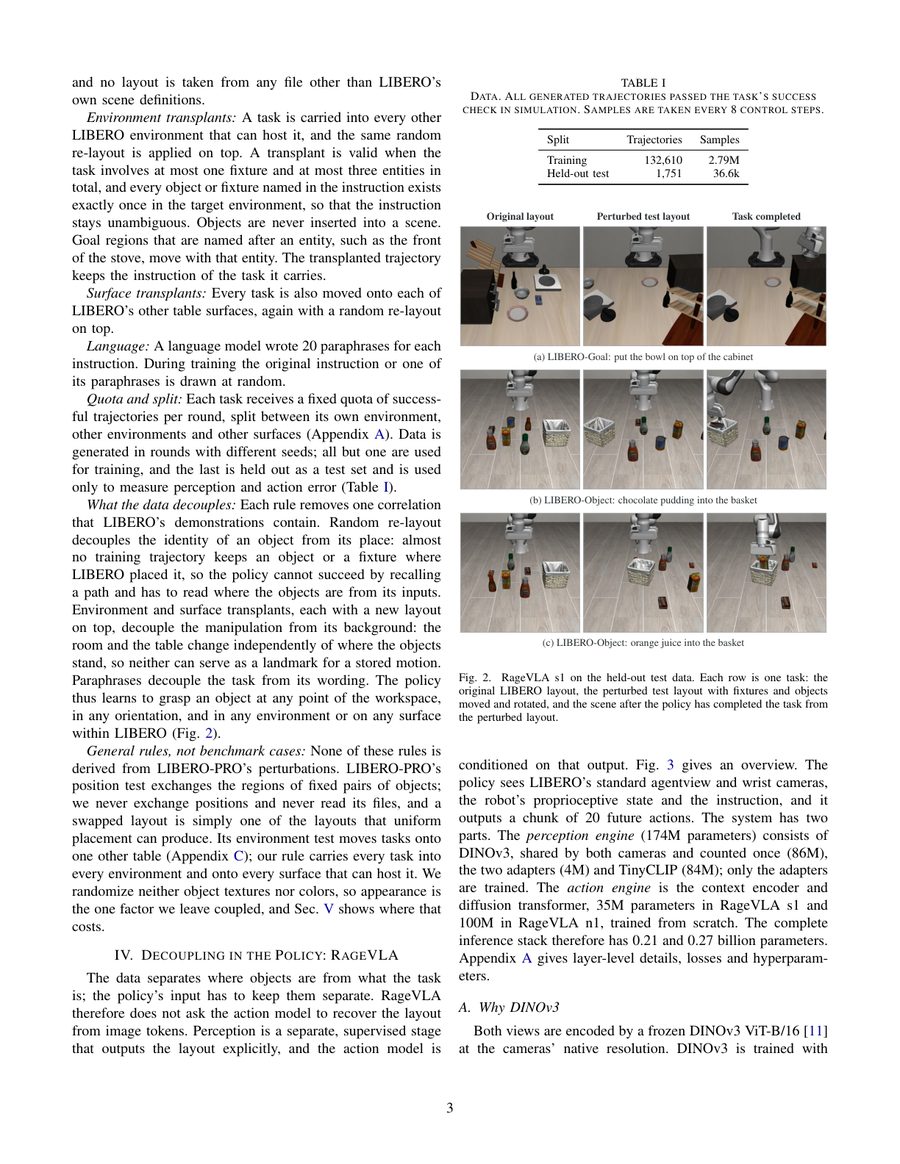 and no layout is taken from any file other than LIBERO's
own scene definitions.
Environment transplants: A task is carried into every other
LIBERO environment that can host it, and the same random
re-layout is applied on top. A transplant is valid when the
task involves at most one fixture and at most three entities in
total, and every object or fixture named in the instruction exists
exactly once in the target environment, so that the instruction
stays unambiguous. Objects are never inserted into a scene.
Goal regions that are named after an entity, such as the front
of the stove, move with that entity. The transplanted trajectory
keeps the instruction of the task it carries.
Surface transplants: Every task is also moved onto each of
LIBERO's other table surfaces, again with a random re-layout
on top.
Language: A language model wrote 20 paraphrases for each
instruction. During training the original instruction or one of
its paraphrases is drawn at random.
Quota and split: Each task receives a fixed quota of success-
ful trajectories per round, split between its own environment,
other environments and other surfaces (Appendix A). Data is
generated in rounds with different seeds; all but one are used
for training, and the last is held out as a test set and is used
only to measure perception and action error (Table I).
What the data decouples: Each rule removes one correlation
that LIBERO's demonstrations contain. Random re-layout
decouples the identity of an object from its place: almost
no training trajectory keeps an object or a fixture where
LIBERO placed it, so the policy cannot succeed by recalling
a path and has to read where the objects are from its inputs.
Environment and surface transplants, each with a new layout
on top, decouple the manipulation from its background: the
room and the table change independently of where the objects
stand, so neither can serve as a landmark for a stored motion.
Paraphrases decouple the task from its wording. The policy
thus learns to grasp an object at any point of the workspace,
in any orientation, and in any environment or on any surface
within LIBERO (Fig. 2).
General rules, not benchmark cases: None of these rules is
derived from LIBERO-PRO's perturbations. LIBERO-PRO's
position test exchanges the regions of fixed pairs of objects;
we never exchange positions and never read its files, and a
swapped layout is simply one of the layouts that uniform
placement can produce. Its environment test moves tasks onto
one other table (Appendix C); our rule carries every task into
every environment and onto every surface that can host it. We
randomize neither object textures nor colors, so appearance is
the one factor we leave coupled, and Sec. V shows where that
costs.
IV. DECOUPLING IN THE POLICY: RAGEVLA
The data separates where objects are from what the task
is; the policy's input has to keep them separate. RageVLA
therefore does not ask the action model to recover the layout
from image tokens. Perception is a separate, supervised stage
that outputs the layout explicitly, and the action model is
TABLE I
DATA. ALL GENERATED TRAJECTORIES PASSED THE TASK'S SUCCESS
CHECK IN SIMULATION. SAMPLES ARE TAKEN EVERY 8 CONTROL STEPS.
Split Trajectories Samples
Training 132,610 2.79M
Held-out test 1,751 36.6k
Original layout Perturbed test layout Task completed
(a) LIBERO-Goal: put the bowl on top of the cabinet
(b) LIBERO-Object: chocolate pudding into the basket
(c) LIBERO-Object: orange juice into the basket
Fig. 2. RageVLA s1 on the held-out test data. Each row is one task: the
original LIBERO layout, the perturbed test layout with fixtures and objects
moved and rotated, and the scene after the policy has completed the task from
the perturbed layout.
conditioned on that output. Fig. 3 gives an overview. The
policy sees LIBERO's standard agentview and wrist cameras,
the robot's proprioceptive state and the instruction, and it
outputs a chunk of 20 future actions. The system has two
parts. The perception engine (174M parameters) consists of
DINOv3, shared by both cameras and counted once (86M),
the two adapters (4M) and TinyCLIP (84M); only the adapters
are trained. The action engine is the context encoder and
diffusion transformer, 35M parameters in RageVLA s1 and
100M in RageVLA n1, trained from scratch. The complete
inference stack therefore has 0.21 and 0.27 billion parameters.
Appendix A gives layer-level details, losses and hyperparam-
eters.
A. Why DINOv3
Both views are encoded by a frozen DINOv3 ViT-B/16 [11]
at the cameras' native resolution. DINOv3 is trained with
3